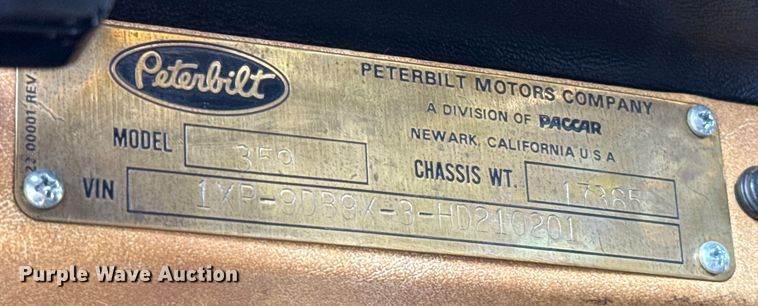 Peterbilt
PETERBILT MOTORS COMPANY
A DIVISION OF PACCAR
NEWARK, CALIFORNIA U S A
MODEL 359
CHASSIS WT. 17385
VIN 1XP-9DB9X-3-HD210201
22 00001 REV
Purple Wave Auction